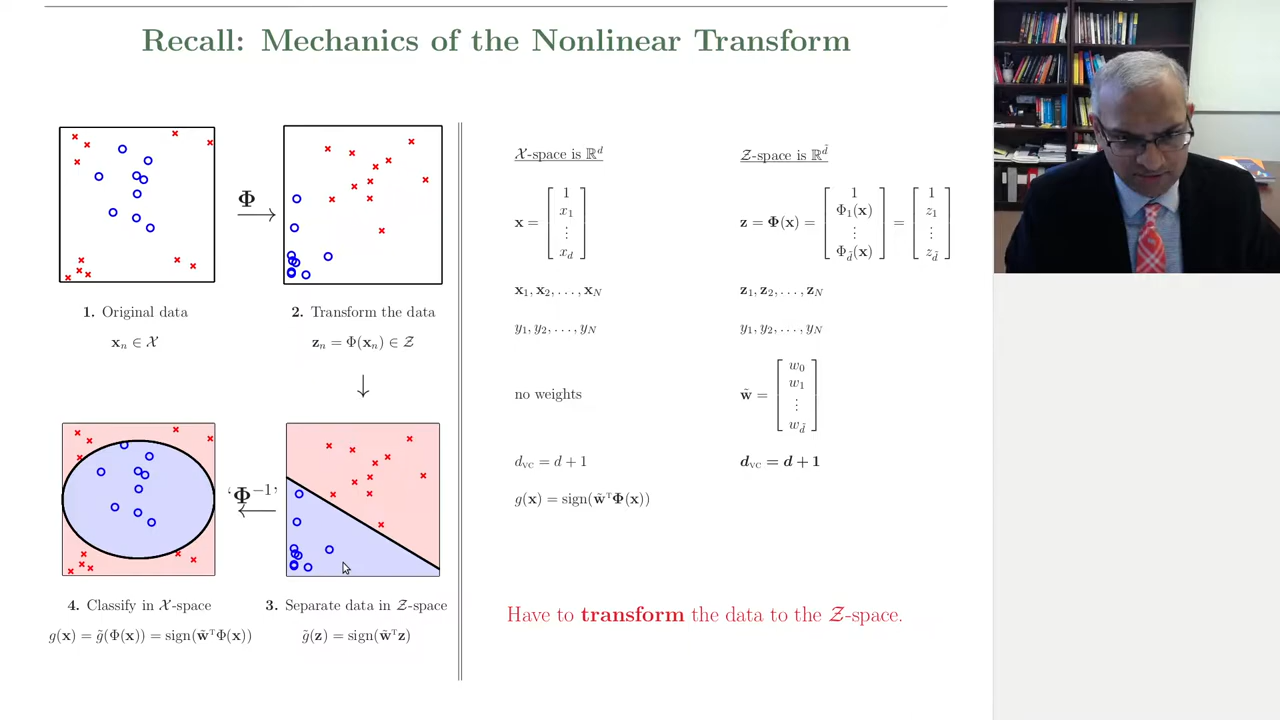 Recall: Mechanics of the Nonlinear Transform
Φ
1. Original data
xₙ ∈ 𝒳
2. Transform the data
zₙ = Φ(xₙ) ∈ 𝒵
↓
‘Φ⁻¹’
4. Classify in 𝒳-space
g(x) = g̃(Φ(x)) = sign(w̃ᵀΦ(x))
3. Separate data in 𝒵-space
g̃(z) = sign(w̃ᵀz)
𝒳-space is ℝᵈ
x = [ 1 x₁ ⋮ x_d ]
x₁, x₂, . . . , x_N
y₁, y₂, . . . , y_N
no weights
d_VC = d + 1
g(x) = sign(w̃ᵀΦ(x))
𝒵-space is ℝ^d̃
z = Φ(x) = [ 1 Φ₁(x) ⋮ Φ_d̃(x) ] = [ 1 z₁ ⋮ z_d̃ ]
z₁, z₂, . . . , z_N
y₁, y₂, . . . , y_N
w̃ = [ w₀ w₁ ⋮ w_d̃ ]
d_VC = d + 1
Have to transform the data to the 𝒵-space.